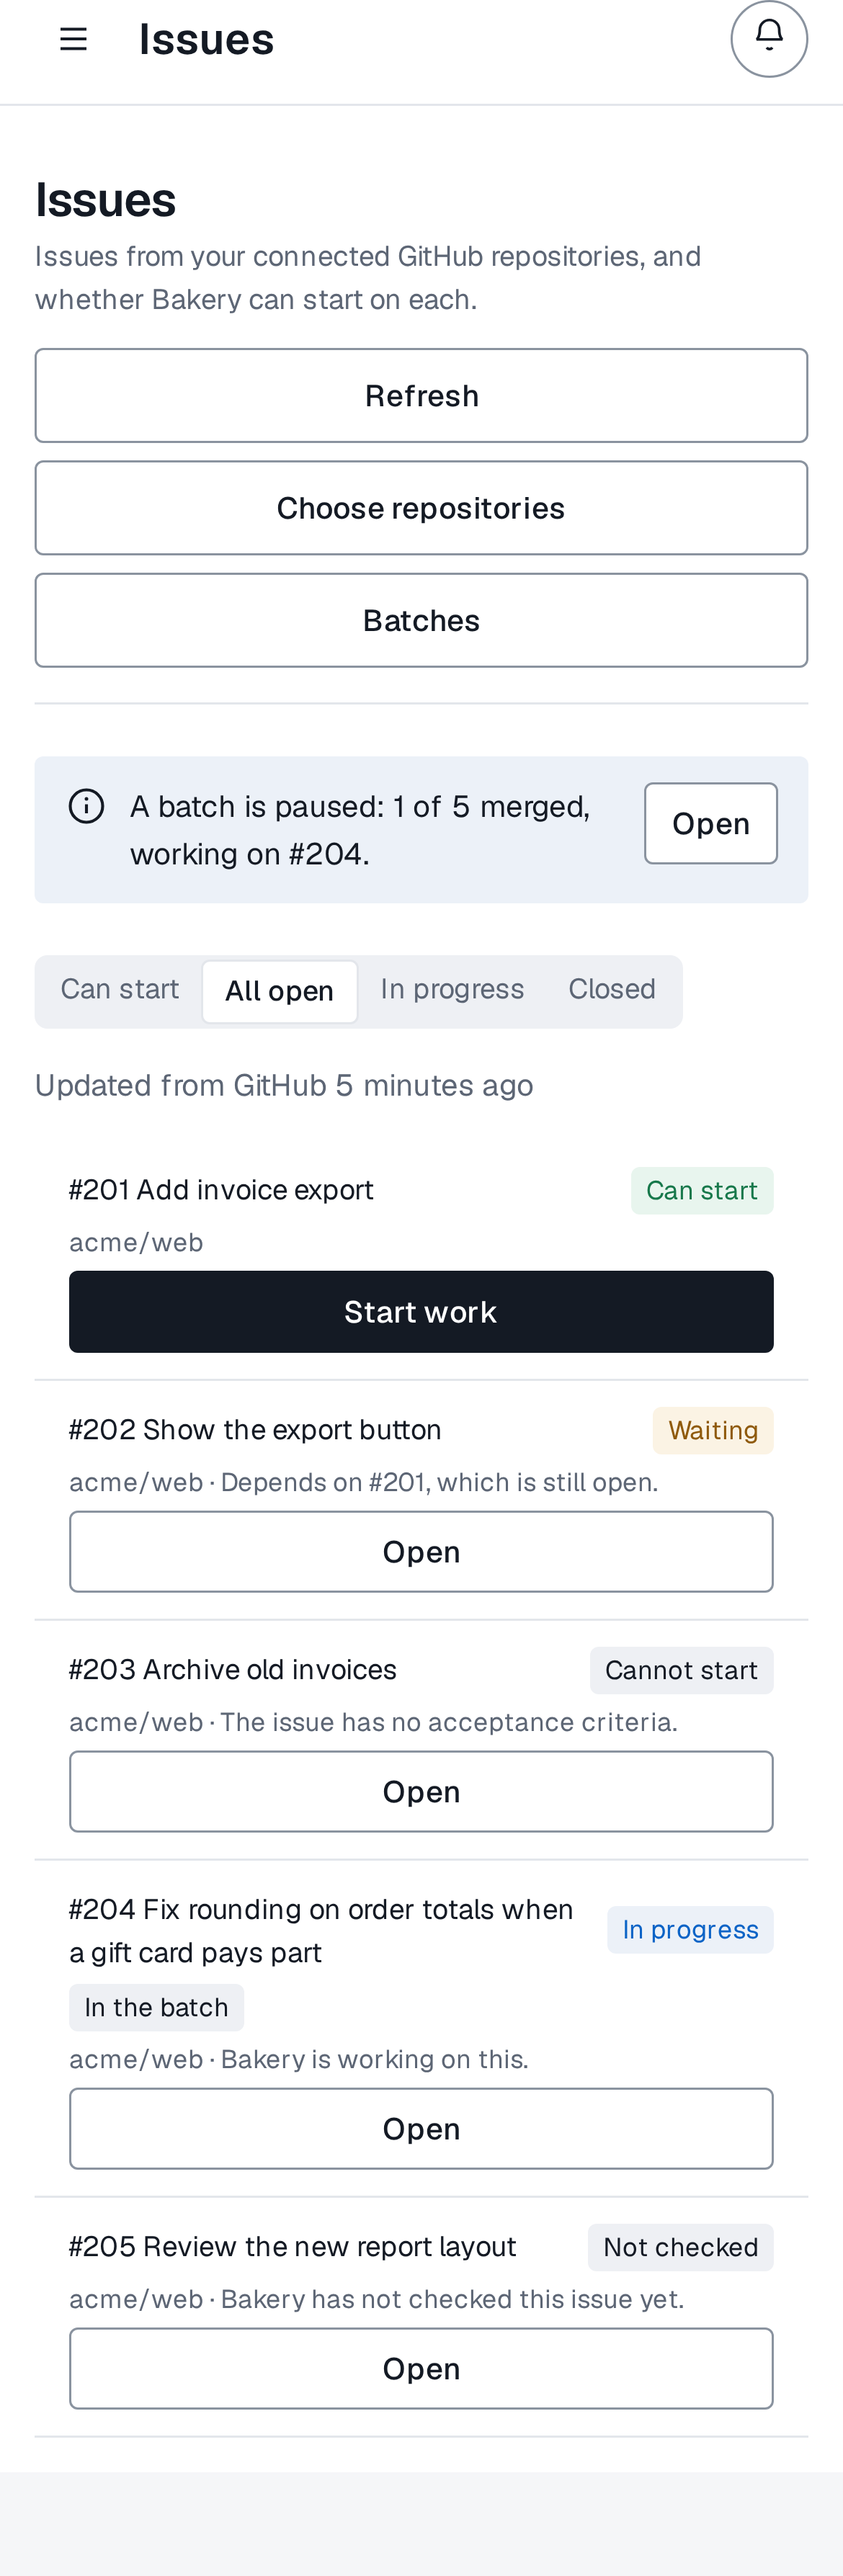 Issues
Issues
Issues from your connected GitHub repositories, and
whether Bakery can start on each.
Refresh
Choose repositories
Batches
A batch is paused: 1 of 5 merged,
working on #204.
Open
Can start
All open
In progress
Closed
Updated from GitHub 5 minutes ago
#201 Add invoice export
Can start
acme/web
Start work
#202 Show the export button
Waiting
acme/web · Depends on #201, which is still open.
Open
#203 Archive old invoices
Cannot start
acme/web · The issue has no acceptance criteria.
Open
#204 Fix rounding on order totals when
a gift card pays part
In progress
In the batch
acme/web · Bakery is working on this.
Open
#205 Review the new report layout
Not checked
acme/web · Bakery has not checked this issue yet.
Open